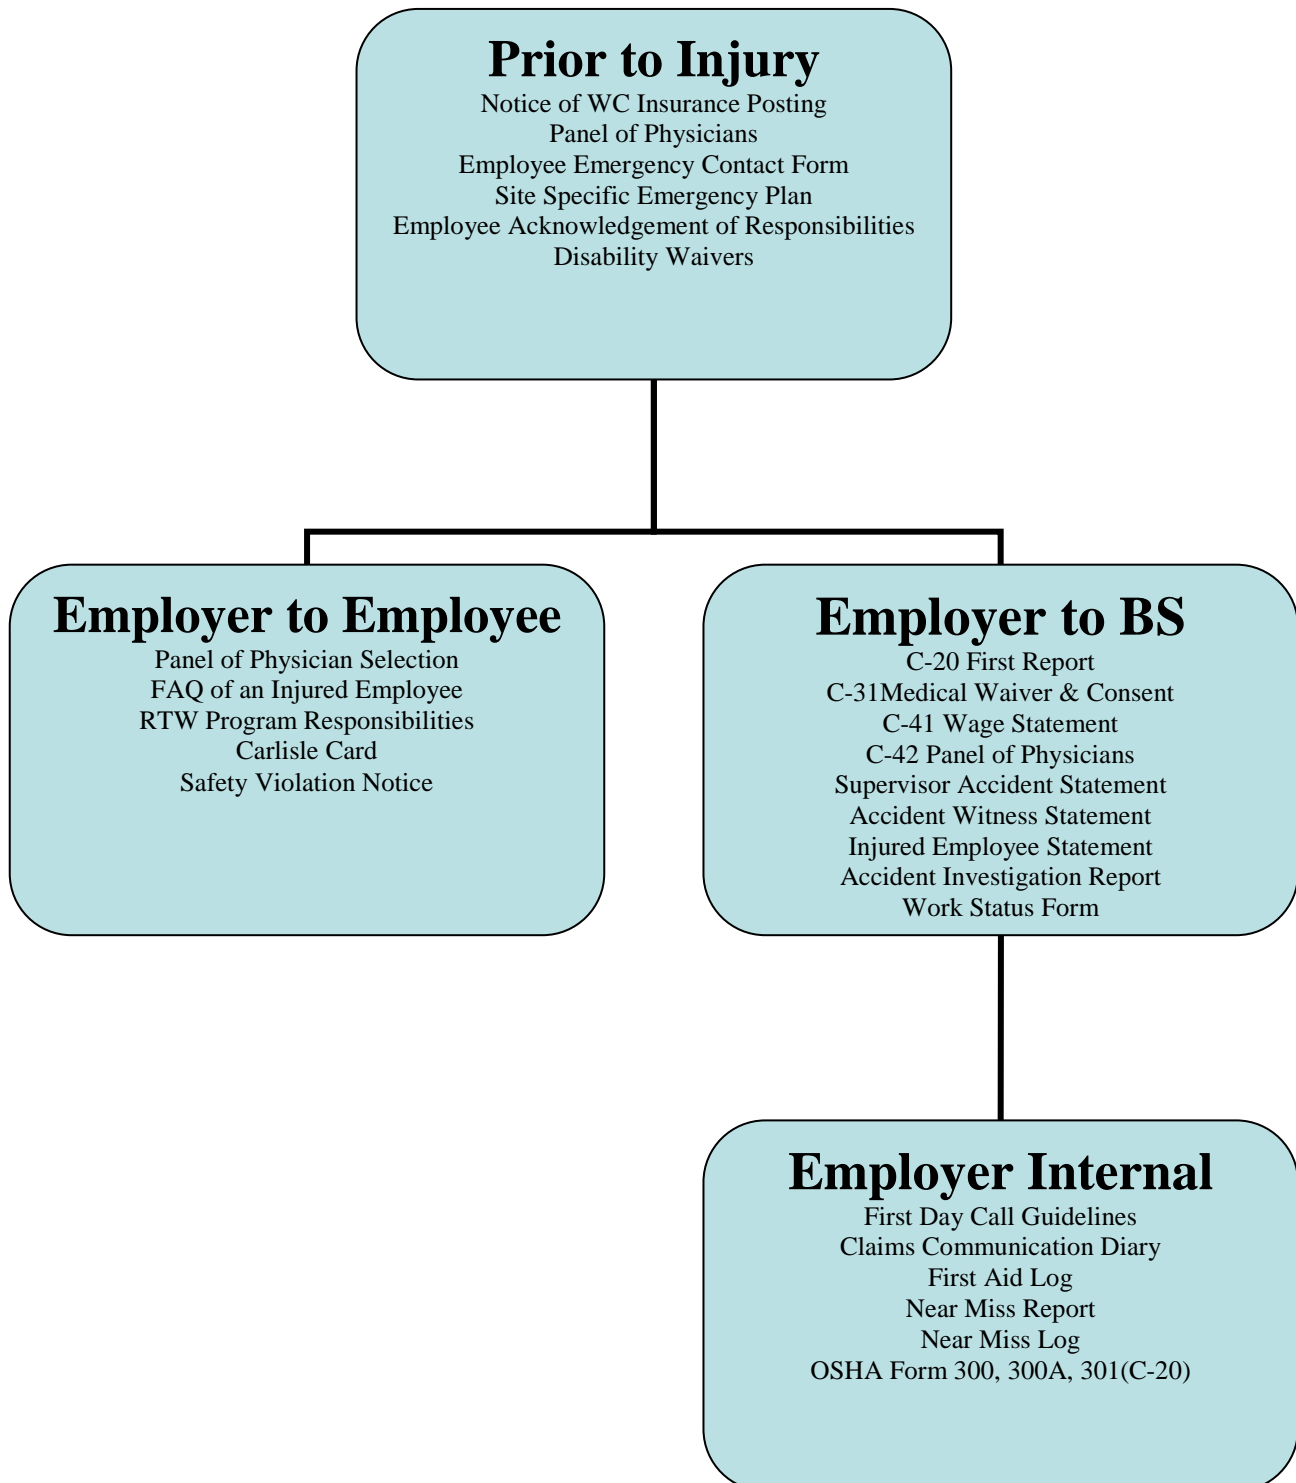 Prior to Injury
Notice of WC Insurance Posting
Panel of Physicians
Employee Emergency Contact Form
Site Specific Emergency Plan
Employee Acknowledgement of Responsibilities
Disability Waivers
Employer to Employee
Panel of Physician Selection
FAQ of an Injured Employee
RTW Program Responsibilities
Carlisle Card
Safety Violation Notice
Employer to BS
C-20 First Report
C-31Medical Waiver & Consent
C-41 Wage Statement
C-42 Panel of Physicians
Supervisor Accident Statement
Accident Witness Statement
Injured Employee Statement
Accident Investigation Report
Work Status Form
Employer Internal
First Day Call Guidelines
Claims Communication Diary
First Aid Log
Near Miss Report
Near Miss Log
OSHA Form 300, 300A, 301(C-20)